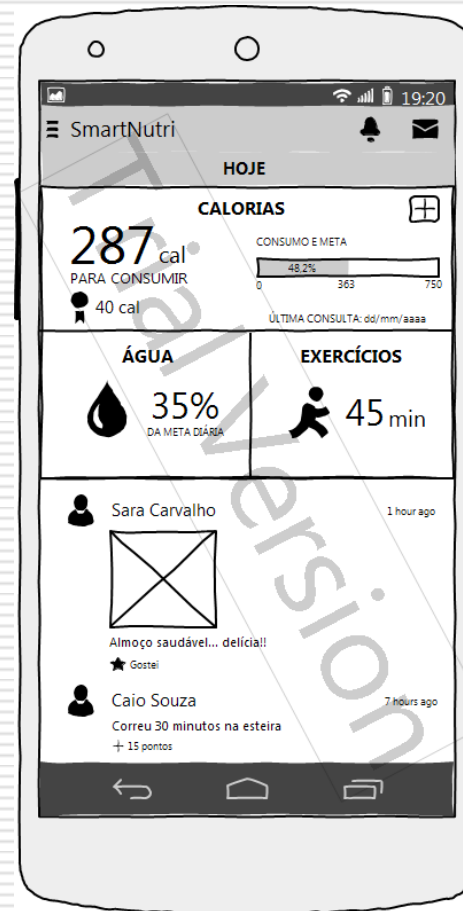 19:20
SmartNutri
HOJE
CALORIAS
287 cal
PARA CONSUMIR
40 cal
CONSUMO E META
48,2%
0 363 750
ÚLTIMA CONSULTA: dd/mm/aaaa
ÁGUA
35%
DA META DIÁRIA
EXERCÍCIOS
45 min
Sara Carvalho
1 hour ago
Almoço saudável... delícia!!
Gostei
Caio Souza
7 hours ago
Correu 30 minutos na esteira
+ 15 pontos
Trial Version